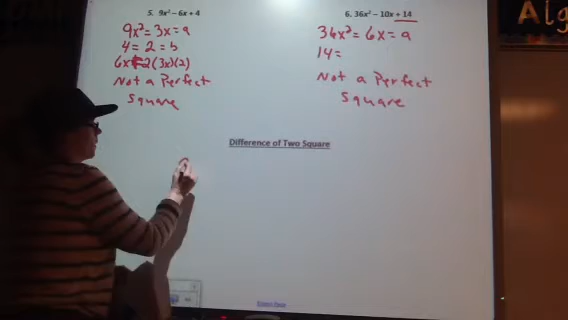 5. 9x² – 6x + 4
9x² = 3x = a
4 = 2 = b
6x ≠ 2(3x)(2)
Not a Perfect
Square
6. 36x² – 10x + 14
36x² = 6x = a
14 =
Not a Perfect
Square
Difference of Two Square
Alg